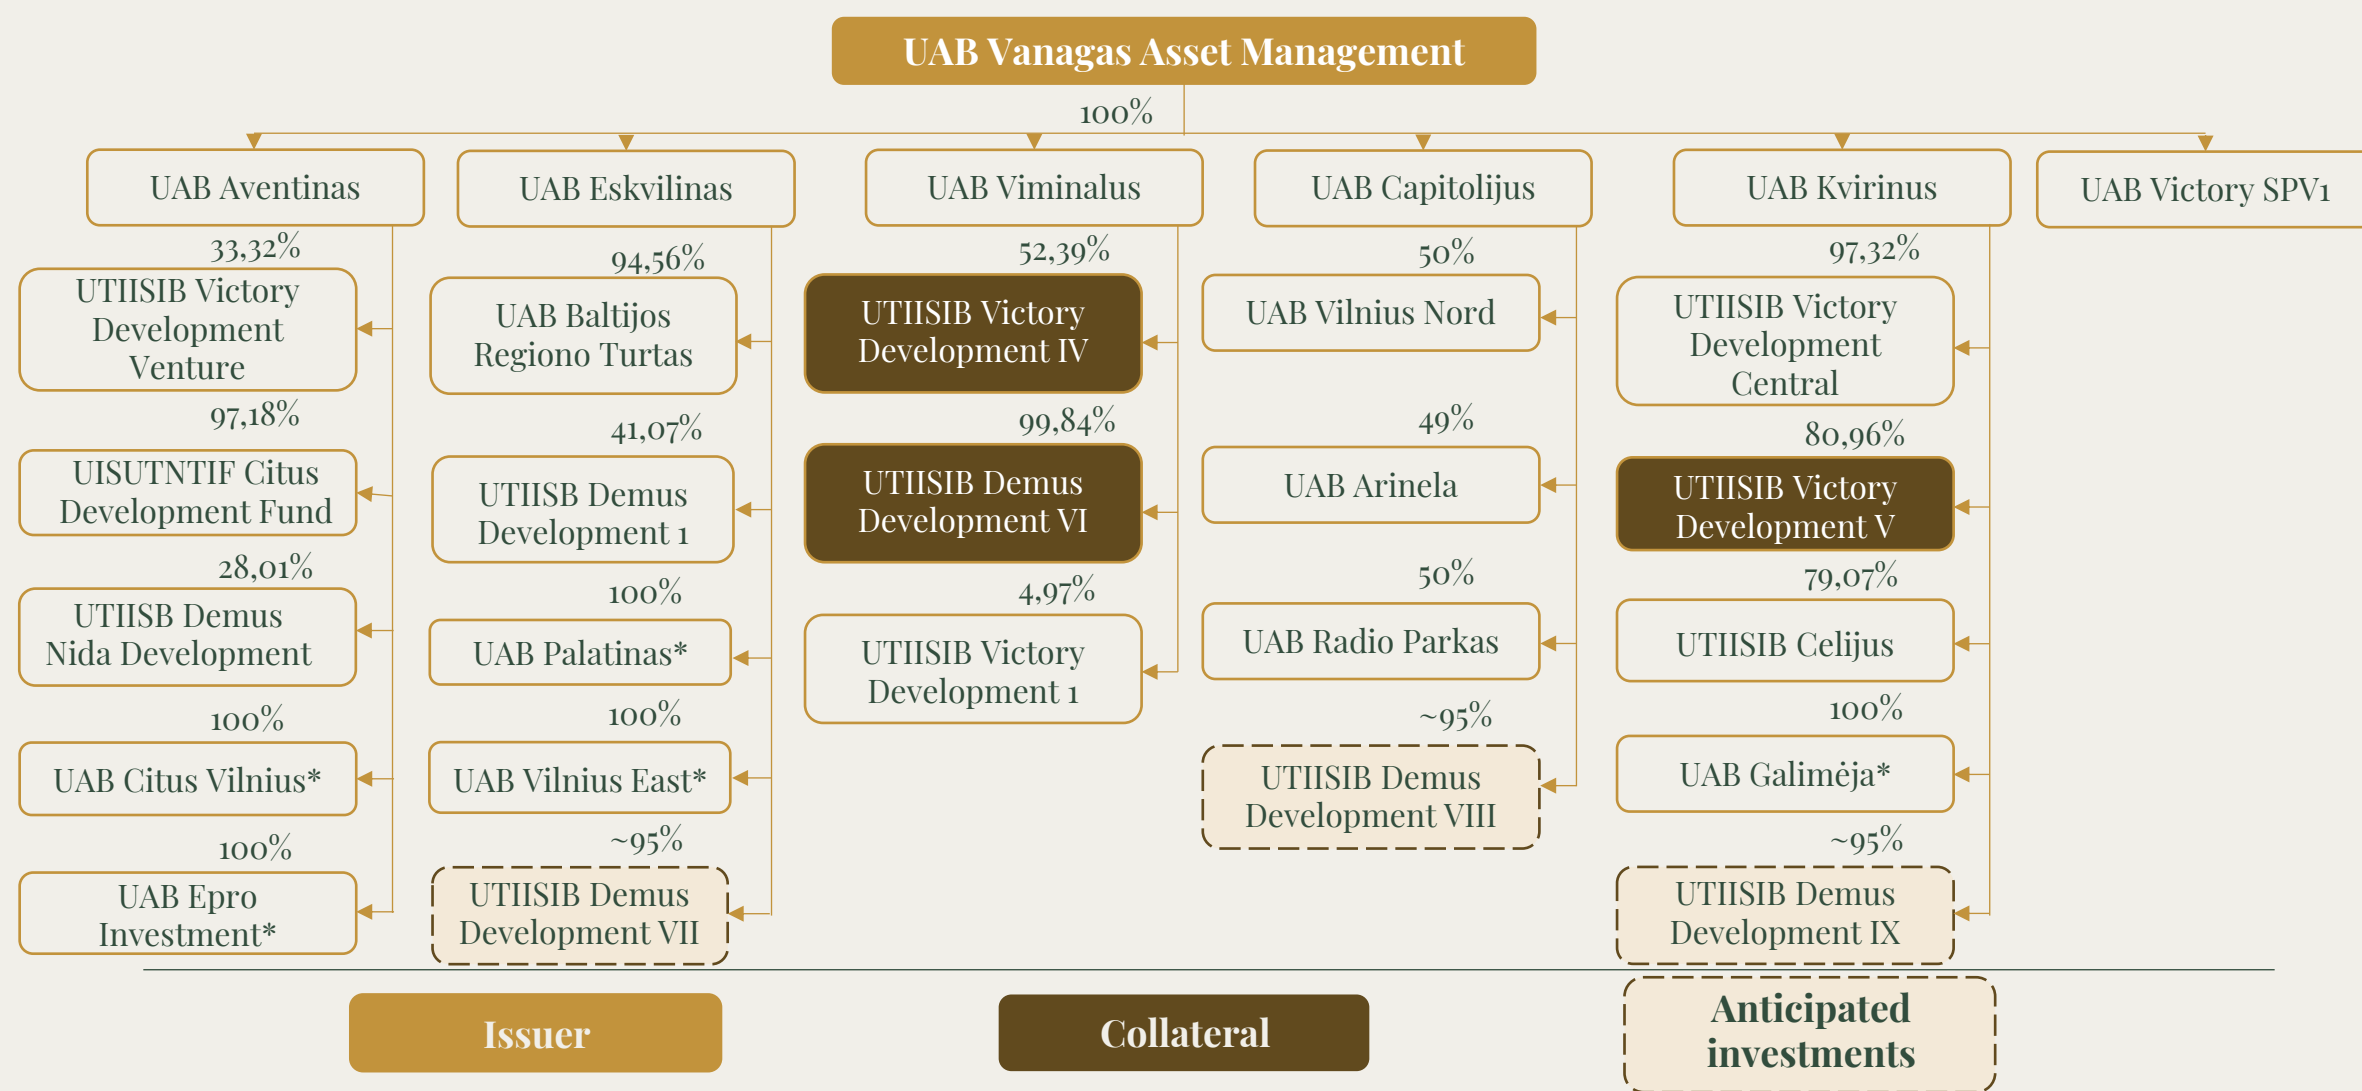 UAB Vanagas Asset Management
100%
UAB Aventinas
33,32%
UTIISIB Victory
Development
Venture
97,18%
UISUTNTIF Citus
Development Fund
28,01%
UTIISB Demus
Nida Development
100%
UAB Citus Vilnius*
100%
UAB Epro
Investment*
UAB Eskvilinas
94,56%
UAB Baltijos
Regiono Turtas
41,07%
UTIISB Demus
Development 1
100%
UAB Palatinas*
100%
UAB Vilnius East*
~95%
UTIISIB Demus
Development VII
UAB Viminalus
52,39%
UTIISIB Victory
Development IV
99,84%
UTIISIB Demus
Development VI
4,97%
UTIISIB Victory
Development 1
UAB Capitolijus
50%
UAB Vilnius Nord
49%
UAB Arinela
50%
UAB Radio Parkas
~95%
UTIISIB Demus
Development VIII
UAB Kvirinus
97,32%
UTIISIB Victory
Development
Central
80,96%
UTIISIB Victory
Development V
79,07%
UTIISIB Celijus
100%
UAB Galimėja*
~95%
UTIISIB Demus
Development IX
UAB Victory SPV1
Issuer
Collateral
Anticipated
investments